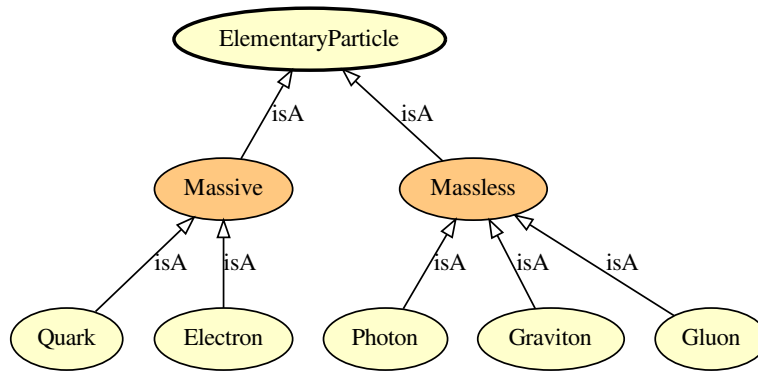 ElementaryParticle
isA
isA
Massive
Massless
isA
isA
isA
isA
isA
Quark
Electron
Photon
Graviton
Gluon